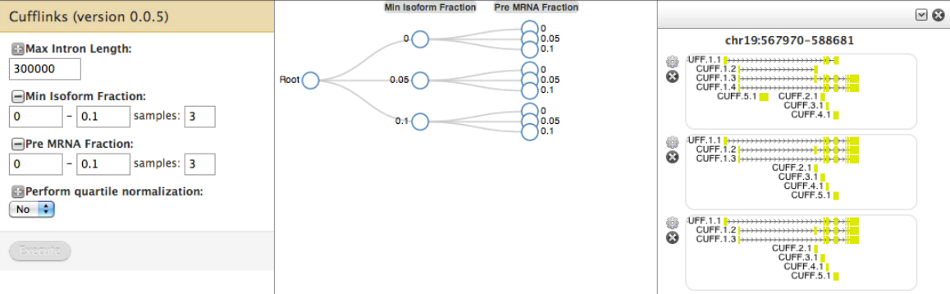 Cufflinks (version 0.0.5)
Max Intron Length:
300000
Min Isoform Fraction:
0 - 0.1 samples: 3
Pre MRNA Fraction:
0 - 0.1 samples: 3
Perform quartile normalization:
No
Execute
Min Isoform Fraction Pre MRNA Fraction
0
0
0.05
0.1
Root
0.05
0
0.05
0.1
0.1
0
0.05
0.1
chr19:567970-588681
UFF.1.1
CUFF.1.2
CUFF.1.3
CUFF.1.4
CUFF.5.1 CUFF.2.1
CUFF.3.1
CUFF.4.1
UFF.1.1
CUFF.1.2
CUFF.1.3
CUFF.2.1
CUFF.3.1
CUFF.4.1
CUFF.5.1
UFF.1.1
CUFF.1.2
CUFF.1.3
CUFF.2.1
CUFF.3.1
CUFF.4.1
CUFF.5.1